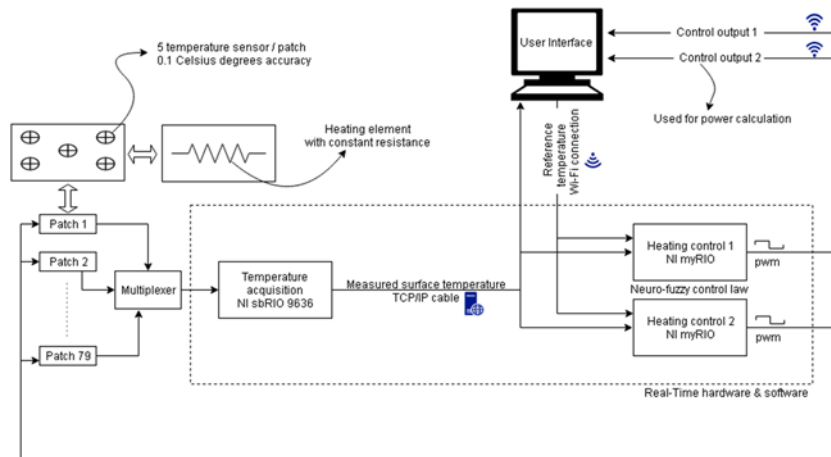 5 temperature sensor / patch
0.1 Celsius degrees accuracy
User Interface
Control output 1
Control output 2
Used for power calculation
Heating element
with constant resistance
Reference
temperature
Wi-Fi connection
Patch 1
Patch 2
Patch 79
Multiplexer
Temperature
acquisition
NI sbRIO 9636
Measured surface temperature
TCP/IP cable
Heating control 1
NI myRIO
pwm
Neuro-fuzzy control law
Heating control 2
NI myRIO
pwm
Real-Time hardware & software